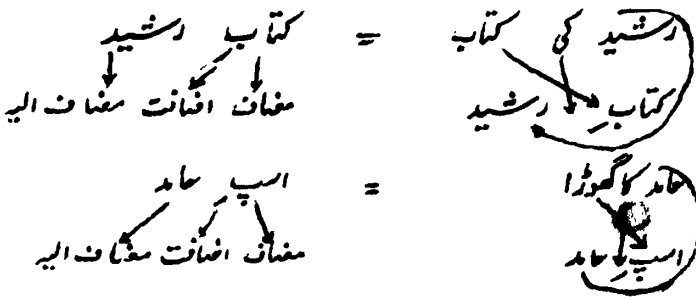 رشید کی کتاب = کتابِ رشید
کتابِ رشید مضاف اضافت مضاف الیہ
حامد کا گھوڑا = اسپِ حامد
اسپِ حامد مضاف اضافت مضاف الیہ